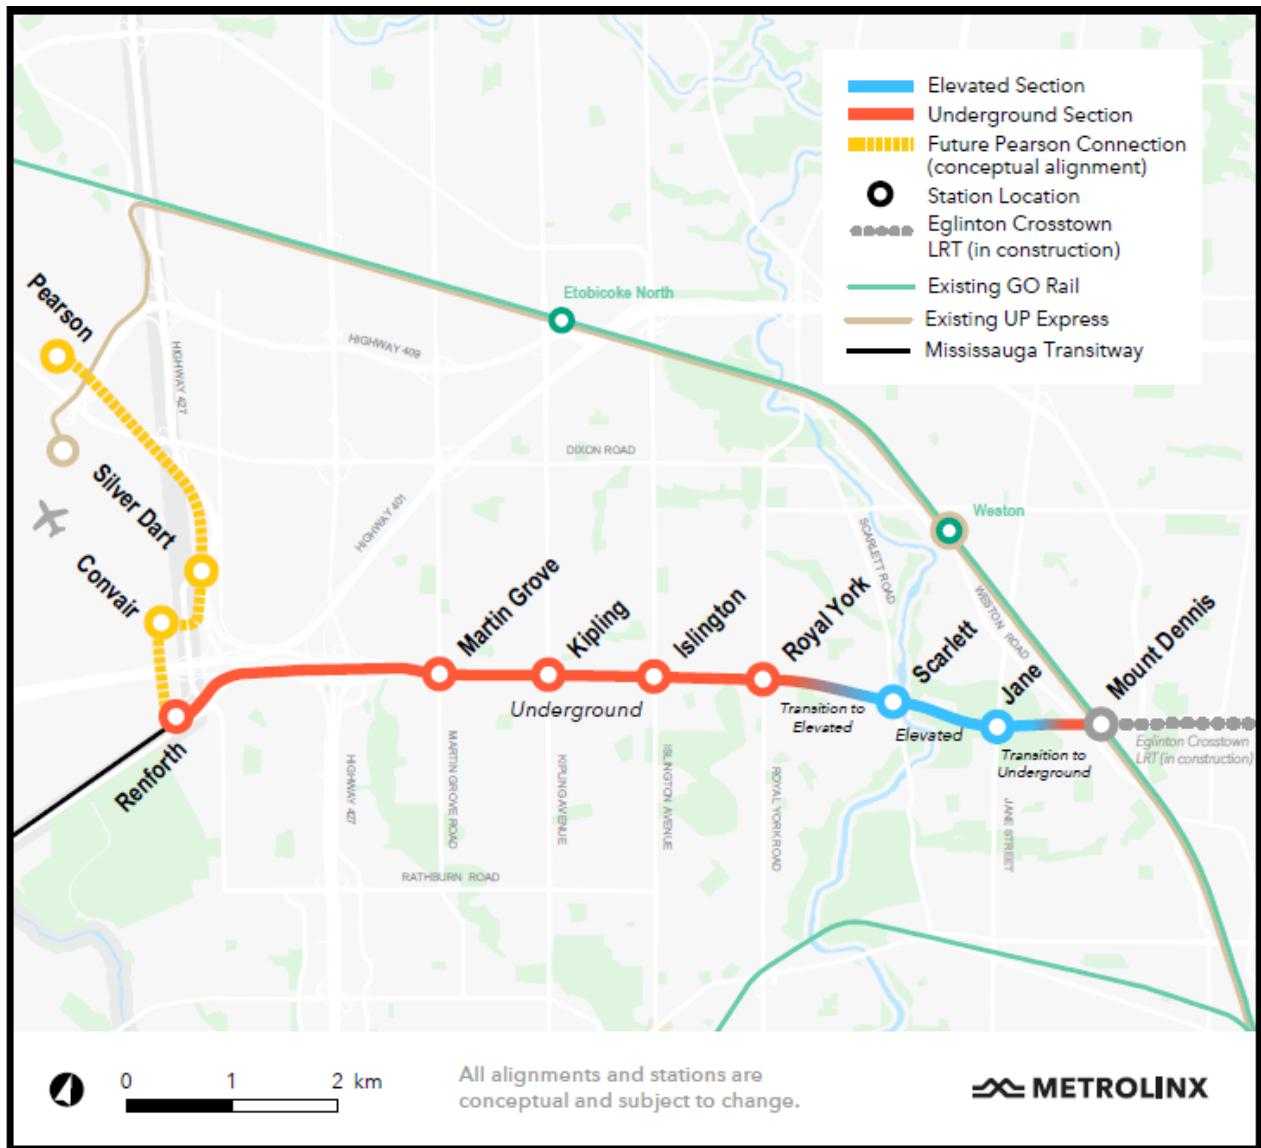 Elevated Section
Underground Section
Future Pearson Connection
(conceptual alignment)
Station Location
Eglinton Crosstown
LRT (in construction)
Existing GO Rail
Existing UP Express
Mississauga Transitway
Pearson
Etobicoke North
HIGHWAY 427
HIGHWAY 409
DIXON ROAD
Silver Dart
HIGHWAY 401
Weston
SCARLETT ROAD
Convair
Martin Grove
Kipling
Islington
Royal York
Scarlett
Jane
WESTON ROAD
Mount Dennis
Underground
Transition to
Elevated
Elevated
Transition to
Underground
Eglinton Crosstown
LRT (in construction)
Renforth
HIGHWAY 427
MARTIN GROVE ROAD
KIPLING AVENUE
ISLINGTON AVENUE
ROYAL YORK ROAD
JANE STREET
RATHBURN ROAD
0 1 2 km
All alignments and stations are
conceptual and subject to change.
METROLINX